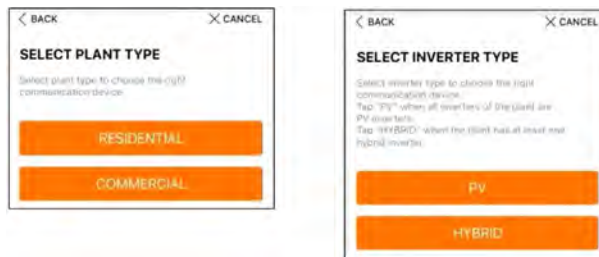 BACK
CANCEL
SELECT PLANT TYPE
Select plant type to choose the right
communication device.
RESIDENTIAL
COMMERCIAL
BACK
CANCEL
SELECT INVERTER TYPE
Select inverter type to choose the right
communication device.
Tap "PV" when all inverters of the plant are
PV inverters.
Tap "HYBRID" when the plant has at least one
hybrid inverter.
PV
HYBRID